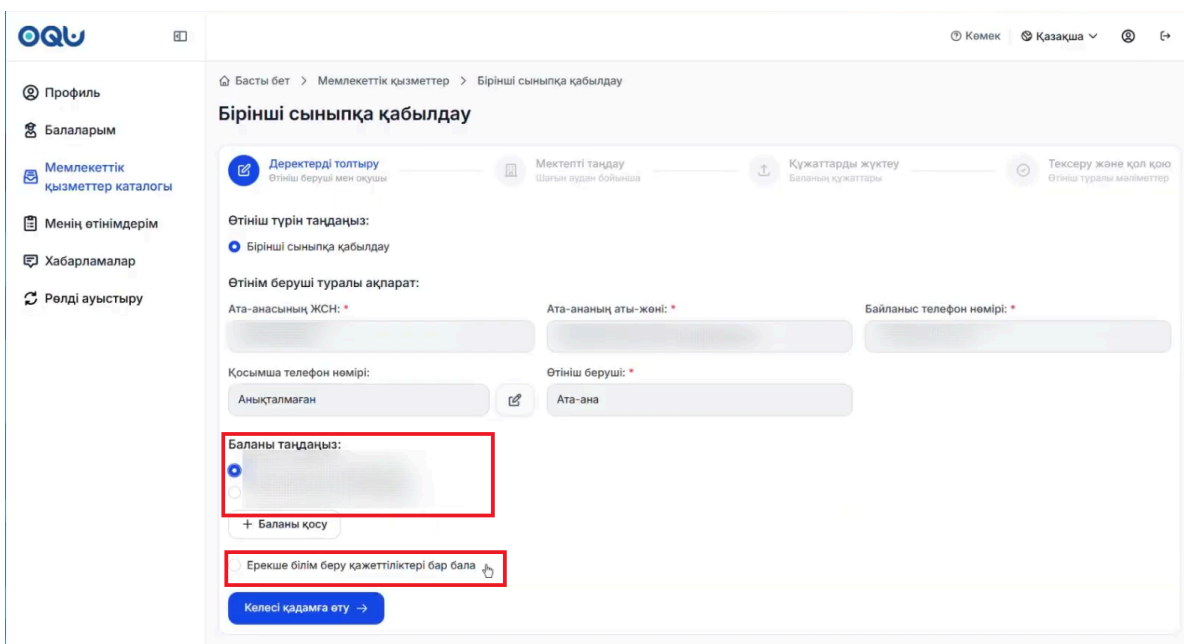 OQU
Көмек
Қазақша
Профиль
Балаларым
Мемлекеттік
қызметтер каталогы
Менің өтінімдерім
Хабарламалар
Рөлді ауыстыру
Басты бет > Мемлекеттік қызметтер > Бірінші сыныпқа қабылдау
Бірінші сыныпқа қабылдау
Деректерді толтыру
Өтініш беруші мен оқушы
Мектепті таңдау
Шағын аудан бойынша
Құжаттарды жүктеу
Баланың құжаттары
Тексеру және қол қою
Өтініш туралы мәліметтер
Өтініш түрін таңдаңыз:
Бірінші сыныпқа қабылдау
Өтінім беруші туралы ақпарат:
Ата-анасының ЖСН: *
Ата-ананың аты-жөні: *
Байланыс телефон нөмірі: *
Қосымша телефон нөмірі:
Өтініш беруші: *
Анықталмаған
Ата-ана
Баланы таңдаңыз:
+ Баланы қосу
Ерекше білім беру қажеттіліктері бар бала
Келесі қадамға өту →